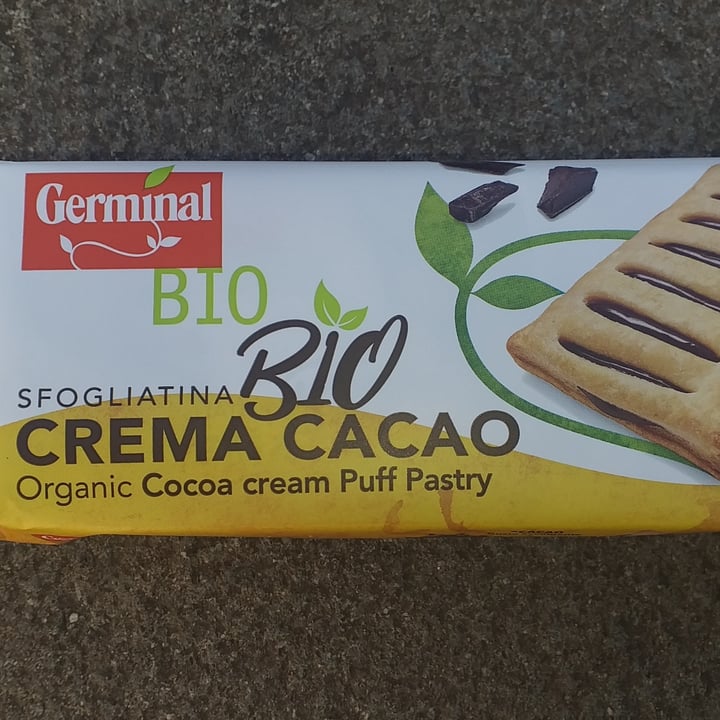 Germinal
BIO
SFOGLIATINA BIO
CREMA CACAO
Organic Cocoa cream Puff Pastry